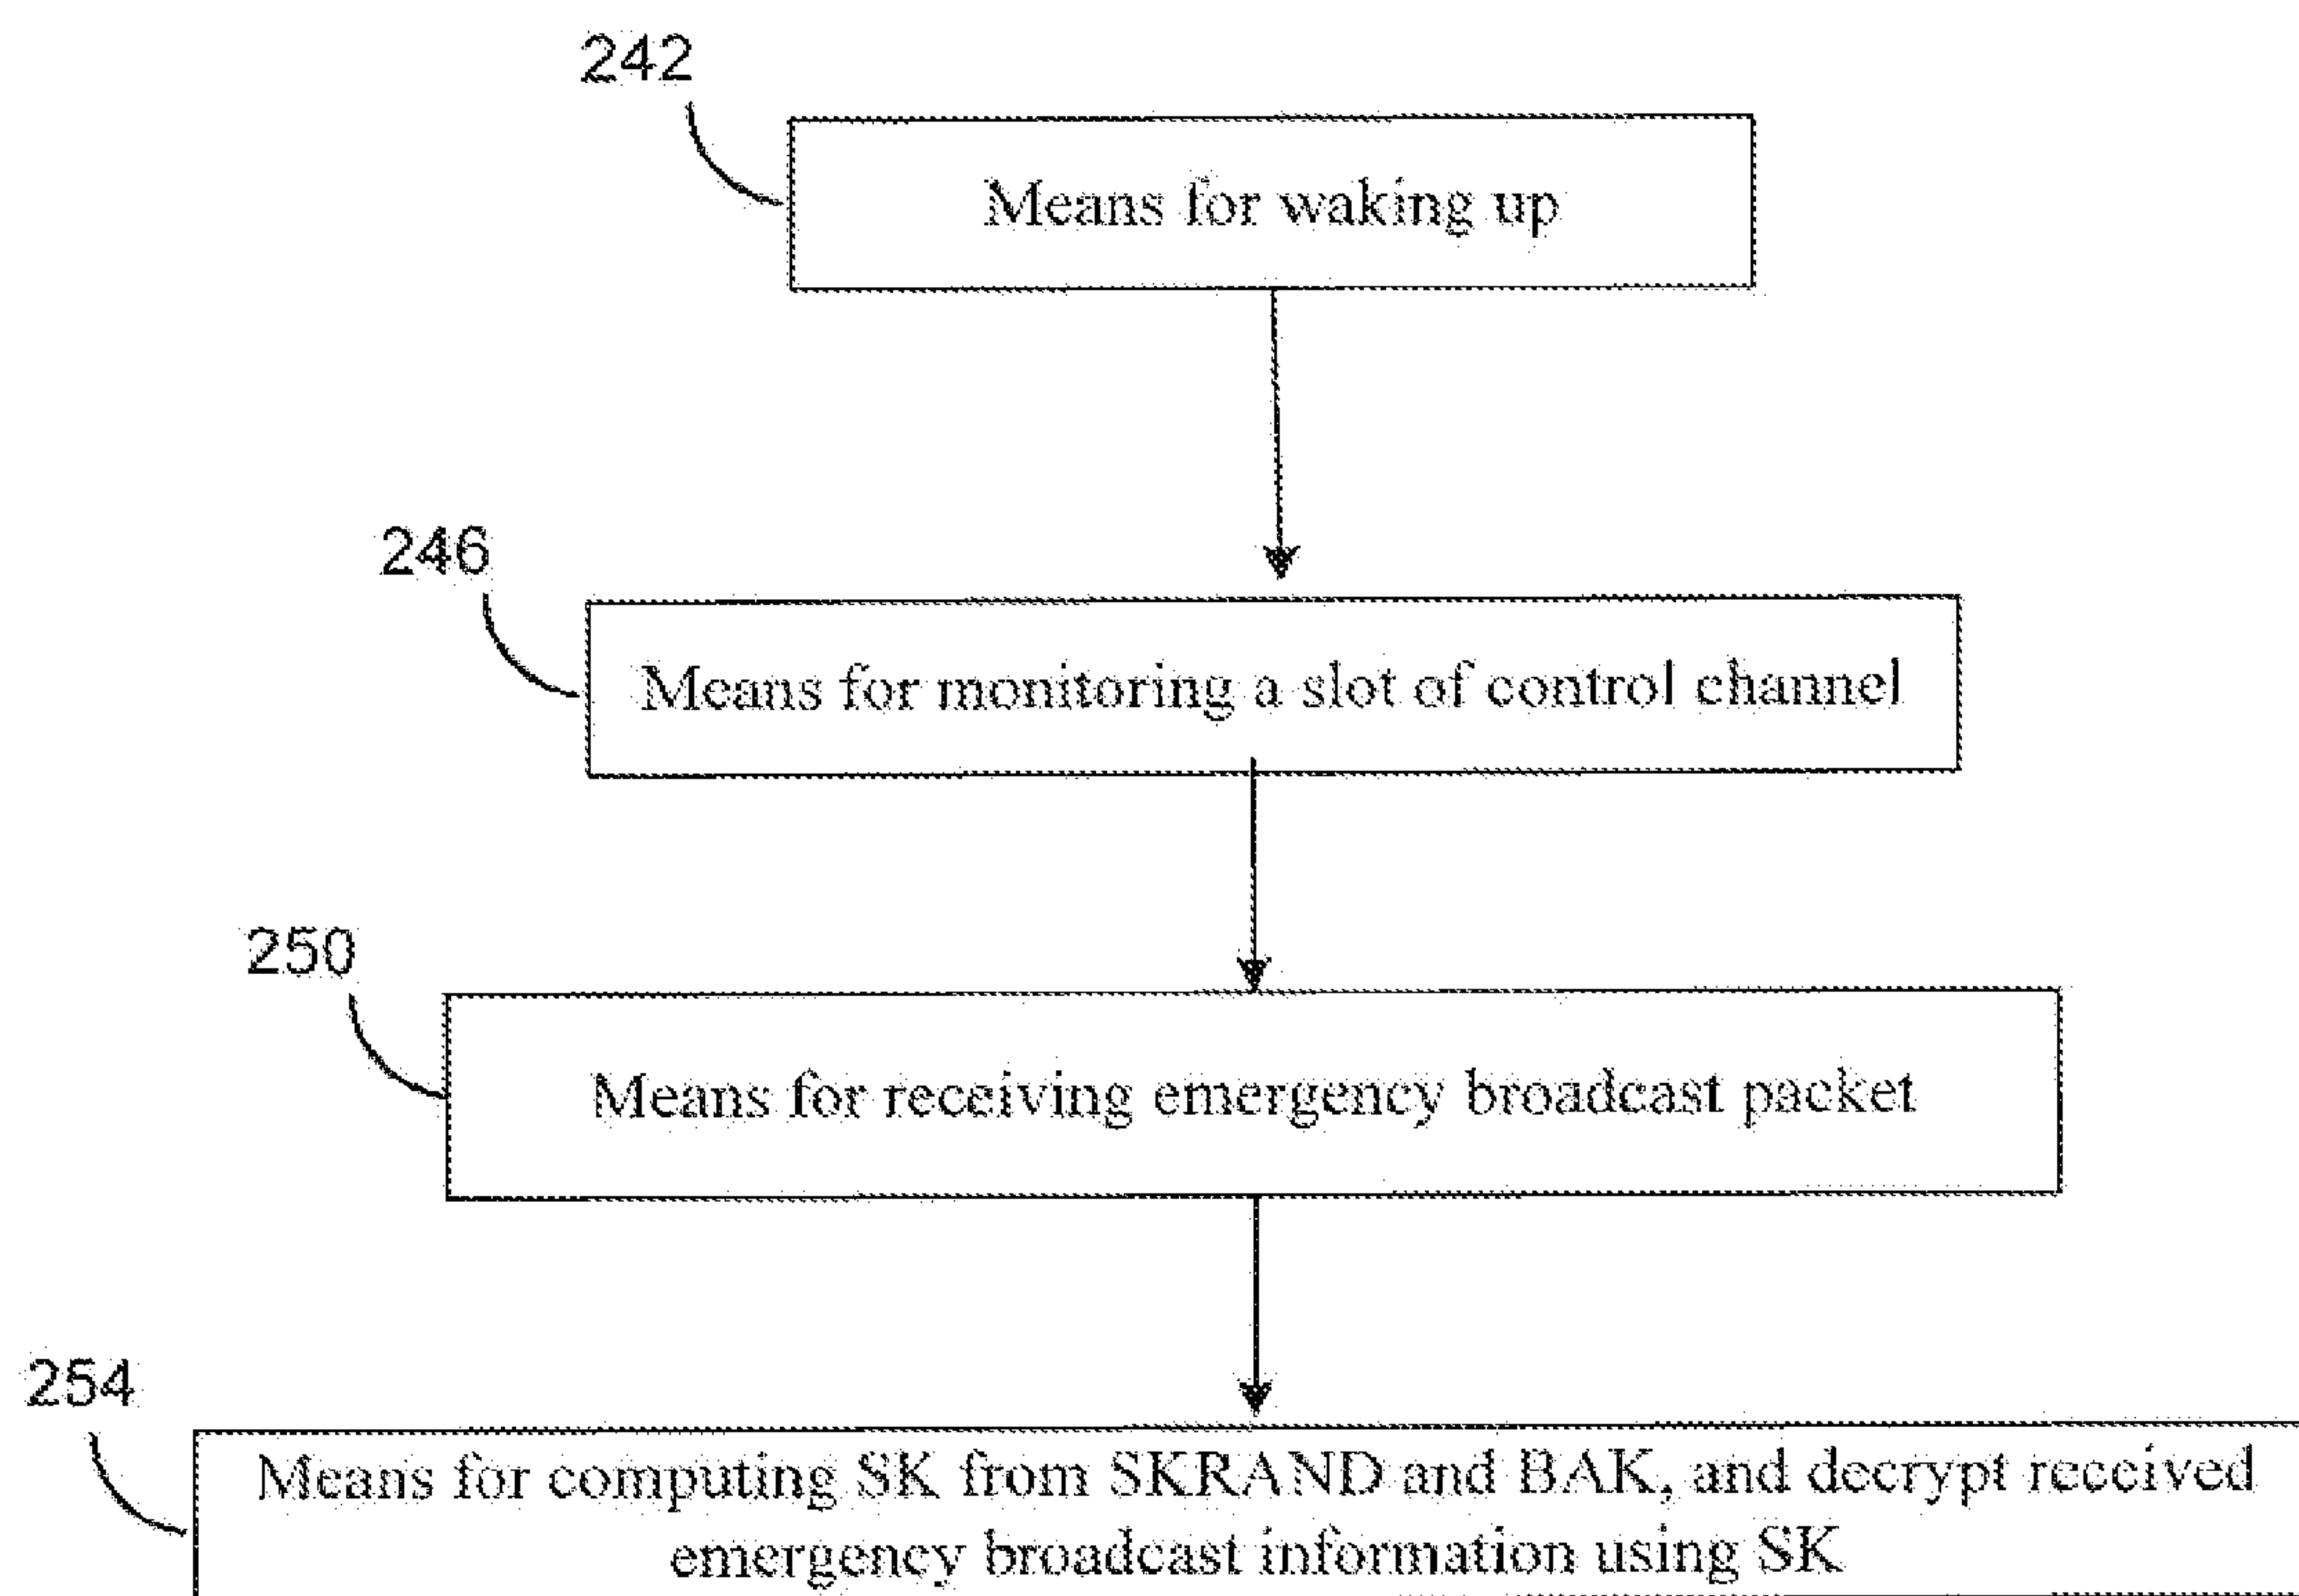 242
Means for waking up
246
Means for monitoring a slot of control channel
250
Means for receiving emergency broadcast packet
254
Means for computing SK from SKRAND and BAK, and decrypt received
emergency broadcast information using SK